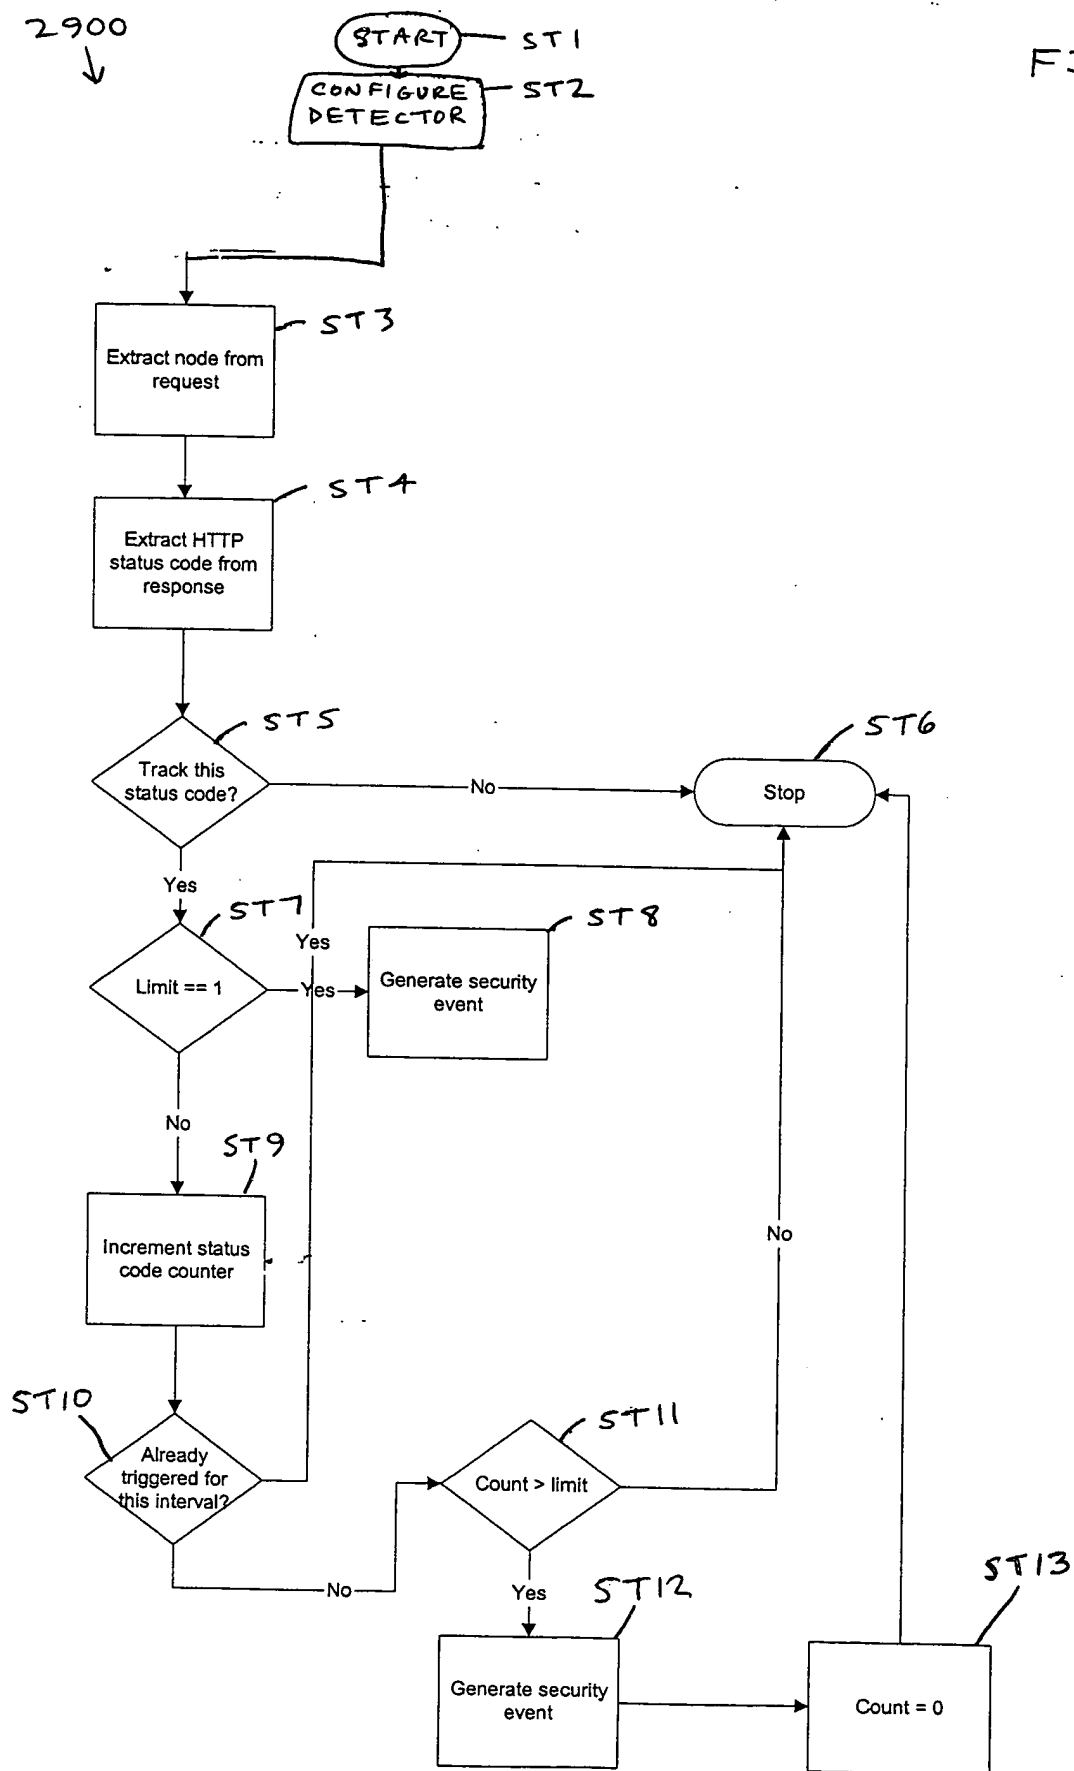 2900
START
ST1
CONFIGURE
DETECTOR
ST2
ST3
Extract node from
request
ST4
Extract HTTP
status code from
response
ST5
Track this
status code?
No
ST6
Stop
Yes
ST7
Limit == 1
Yes
Yes
ST8
Generate security
event
No
ST9
Increment status
code counter
No
ST10
Already
triggered for
this interval?
ST11
Count > limit
No
Yes
ST12
Generate security
event
ST13
Count = 0